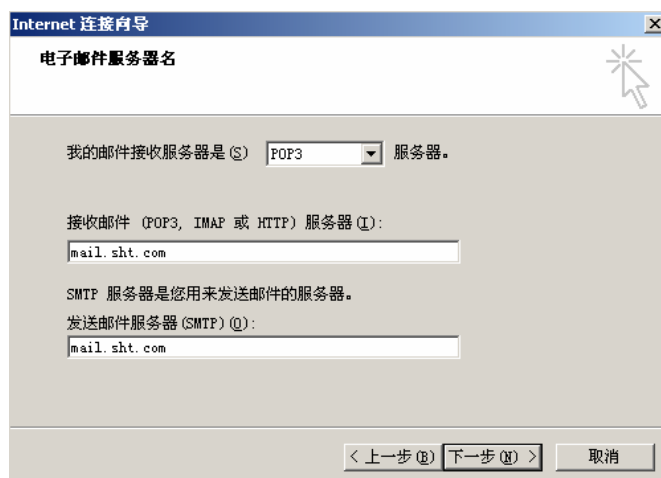 Internet 连接向导
电子邮件服务器名
我的邮件接收服务器是(S) POP3 服务器。
接收邮件 (POP3, IMAP 或 HTTP) 服务器(I):
mail.sht.com
SMTP 服务器是您用来发送邮件的服务器。
发送邮件服务器(SMTP)(O):
mail.sht.com
< 上一步(B) 下一步(N) > 取消